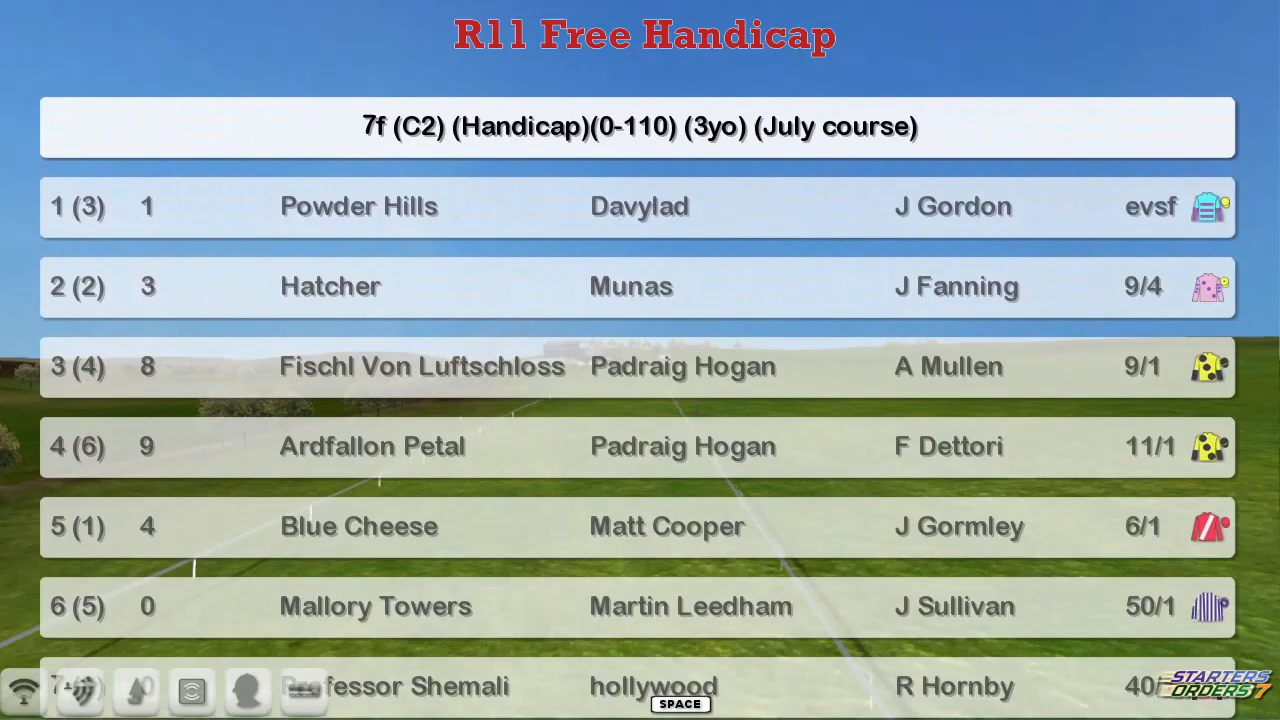 R11 Free Handicap
7f (C2) (Handicap)(0-110) (3yo) (July course)
1 (3) 1 Powder Hills Davylad J Gordon evsf
2 (2) 3 Hatcher Munas J Fanning 9/4
3 (4) 8 Fischl Von Luftschloss Padraig Hogan A Mullen 9/1
4 (6) 9 Ardfallon Petal Padraig Hogan F Dettori 11/1
5 (1) 4 Blue Cheese Matt Cooper J Gormley 6/1
6 (5) 0 Mallory Towers Martin Leedham J Sullivan 50/1
0 Professor Shemali hollywood R Hornby
SPACE
STARTERS ORDERS 7